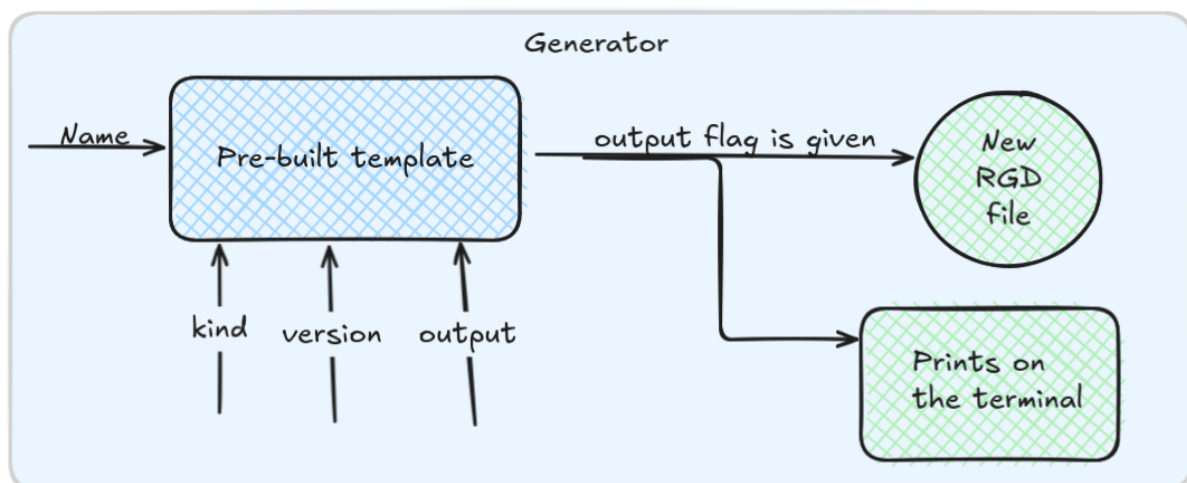 Generator
Name
Pre-built template
output flag is given
New
RGD
file
kind
version
output
Prints on
the terminal